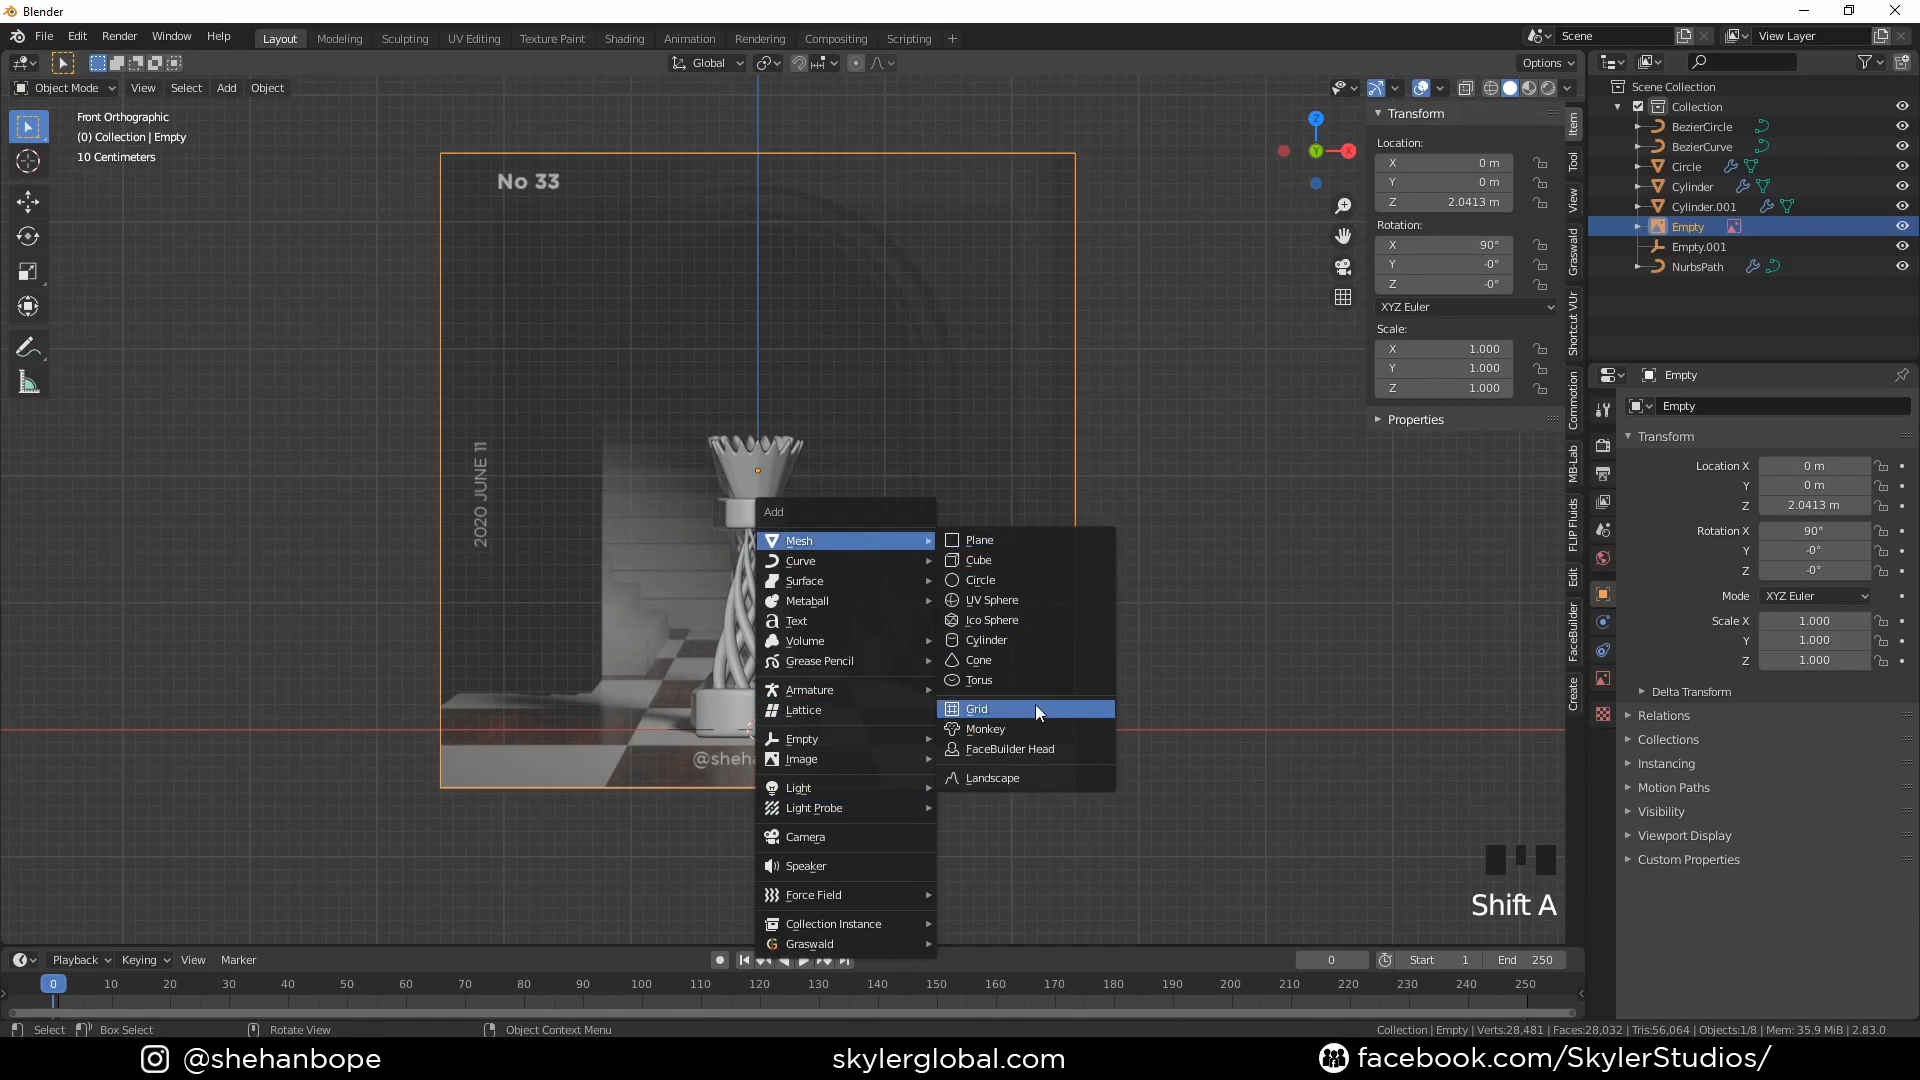 Blender
File Edit Render Window Help
Layout Modeling Sculpting UV Editing Texture Paint Shading Animation Rendering Compositing Scripting +
Scene
View Layer
Global
Options
Object Mode View Select Add Object
Front Orthographic
(0) Collection | Empty
10 Centimeters
No 33
2020 JUNE 11
@sheha
Z
Y
X
Transform
Location:
X 0 m
Y 0 m
Z 2.0413 m
Rotation:
X 90°
Y -0°
Z -0°
XYZ Euler
Scale:
X 1.000
Y 1.000
Z 1.000
Properties
Item
Tool
View
Graswald
Shortcut VUr
Commotion
MB-Lab
FLIP Fluids
Edit
FaceBuilder
Create
Add
Mesh
Curve
Surface
Metaball
Text
Volume
Grease Pencil
Armature
Lattice
Empty
Image
Light
Light Probe
Camera
Speaker
Force Field
Collection Instance
Graswald
Plane
Cube
Circle
UV Sphere
Ico Sphere
Cylinder
Cone
Torus
Grid
Monkey
FaceBuilder Head
Landscape
Shift A
Scene Collection
Collection
BezierCircle
BezierCurve
Circle
Cylinder
Cylinder.001
Empty
Empty.001
NurbsPath
Empty
Empty
Transform
Location X 0 m
Y 0 m
Z 2.0413 m
Rotation X 90°
Y -0°
Z -0°
Mode XYZ Euler
Scale X 1.000
Y 1.000
Z 1.000
Delta Transform
Relations
Collections
Instancing
Motion Paths
Visibility
Viewport Display
Custom Properties
Playback Keying View Marker
0 Start 1 End 250
0 10 20 30 40 50 60 70 80 90 100 110 120 130 140 150 160 170 180 190 200 210 220 230 240 250
Select Box Select Rotate View Object Context Menu
Collection | Empty | Verts:28,481 | Faces:28,032 | Tris:56,064 | Objects:1/8 | Mem: 35.9 MiB | 2.83.0
@shehanbope skylerglobal.com facebook.com/SkylerStudios/